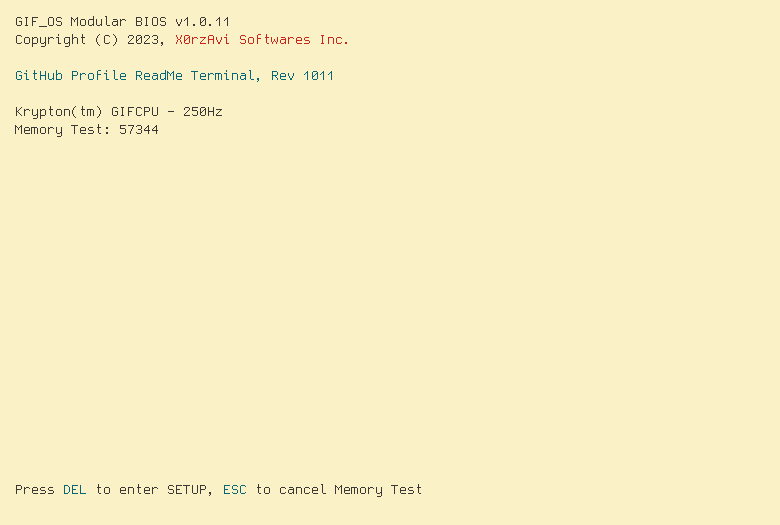 GIF_OS Modular BIOS v1.0.11
Copyright (C) 2023, X0rzAvi Softwares Inc.
GitHub Profile ReadMe Terminal, Rev 1011
Krypton(tm) GIFCPU - 250Hz
Memory Test: 57344
Press DEL to enter SETUP, ESC to cancel Memory Test